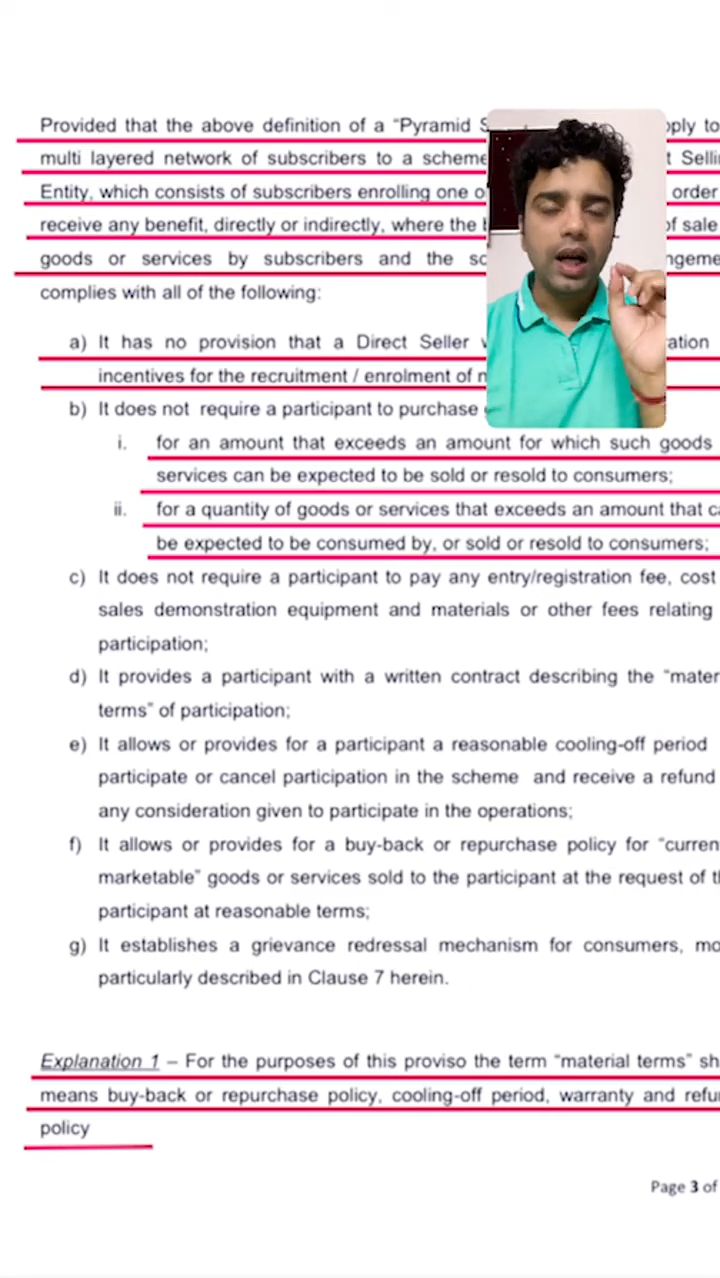 Provided that the above definition of a "Pyramid S
multi layered network of subscribers to a scheme
Entity, which consists of subscribers enrolling one o order
receive any benefit, directly or indirectly, where the of sale
goods or services by subscribers and the
complies with all of the following:
a) It has no provision that a Direct Seller
incentives for the recruitment / enrolment of
b) It does not require a participant to purchase
i. for an amount that exceeds an amount for which such goods
services can be expected to be sold or resold to consumers;
ii. for a quantity of goods or services that exceeds an amount that
be expected to be consumed by, or sold or resold to consumers;
c) It does not require a participant to pay any entry/registration fee, cost
sales demonstration equipment and materials or other fees relating
participation;
d) It provides a participant with a written contract describing the "mater
terms" of participation;
e) It allows or provides for a participant a reasonable cooling-off period
participate or cancel participation in the scheme and receive a refund
any consideration given to participate in the operations;
f) It allows or provides for a buy-back or repurchase policy for "curren
marketable" goods or services sold to the participant at the request of
participant at reasonable terms;
g) It establishes a grievance redressal mechanism for consumers, mo
particularly described in Clause 7 herein.
Explanation 1 – For the purposes of this proviso the term "material terms" sh
means buy-back or repurchase policy, cooling-off period, warranty and refu
policy
Page 3 of